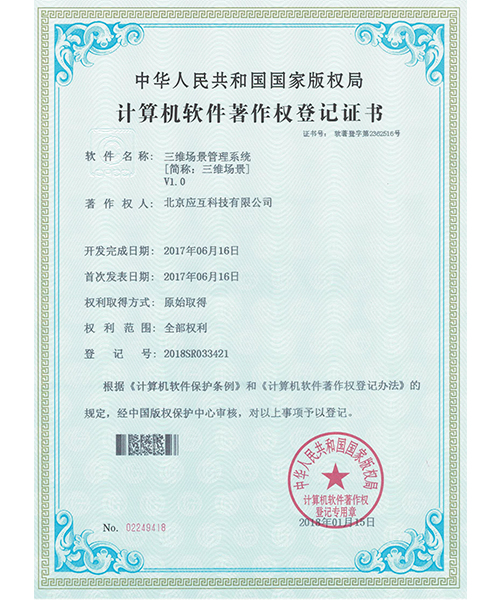 中华人民共和国国家版权局
计算机软件著作权登记证书
证书号： 软著登字第2362516号
软件名称： 三维场景管理系统
[简称：三维场景]
V1.0
著作权人： 北京应互科技有限公司
开发完成日期： 2017年06月16日
首次发表日期： 2017年06月16日
权利取得方式： 原始取得
权利范围： 全部权利
登记号： 2018SR033421
根据《计算机软件保护条例》和《计算机软件著作权登记办法》的
规定，经中国版权保护中心审核，对以上事项予以登记。
中华人民共和国国家版权局
计算机软件著作权
登记专用章
2018年01月15日
No. 02249418